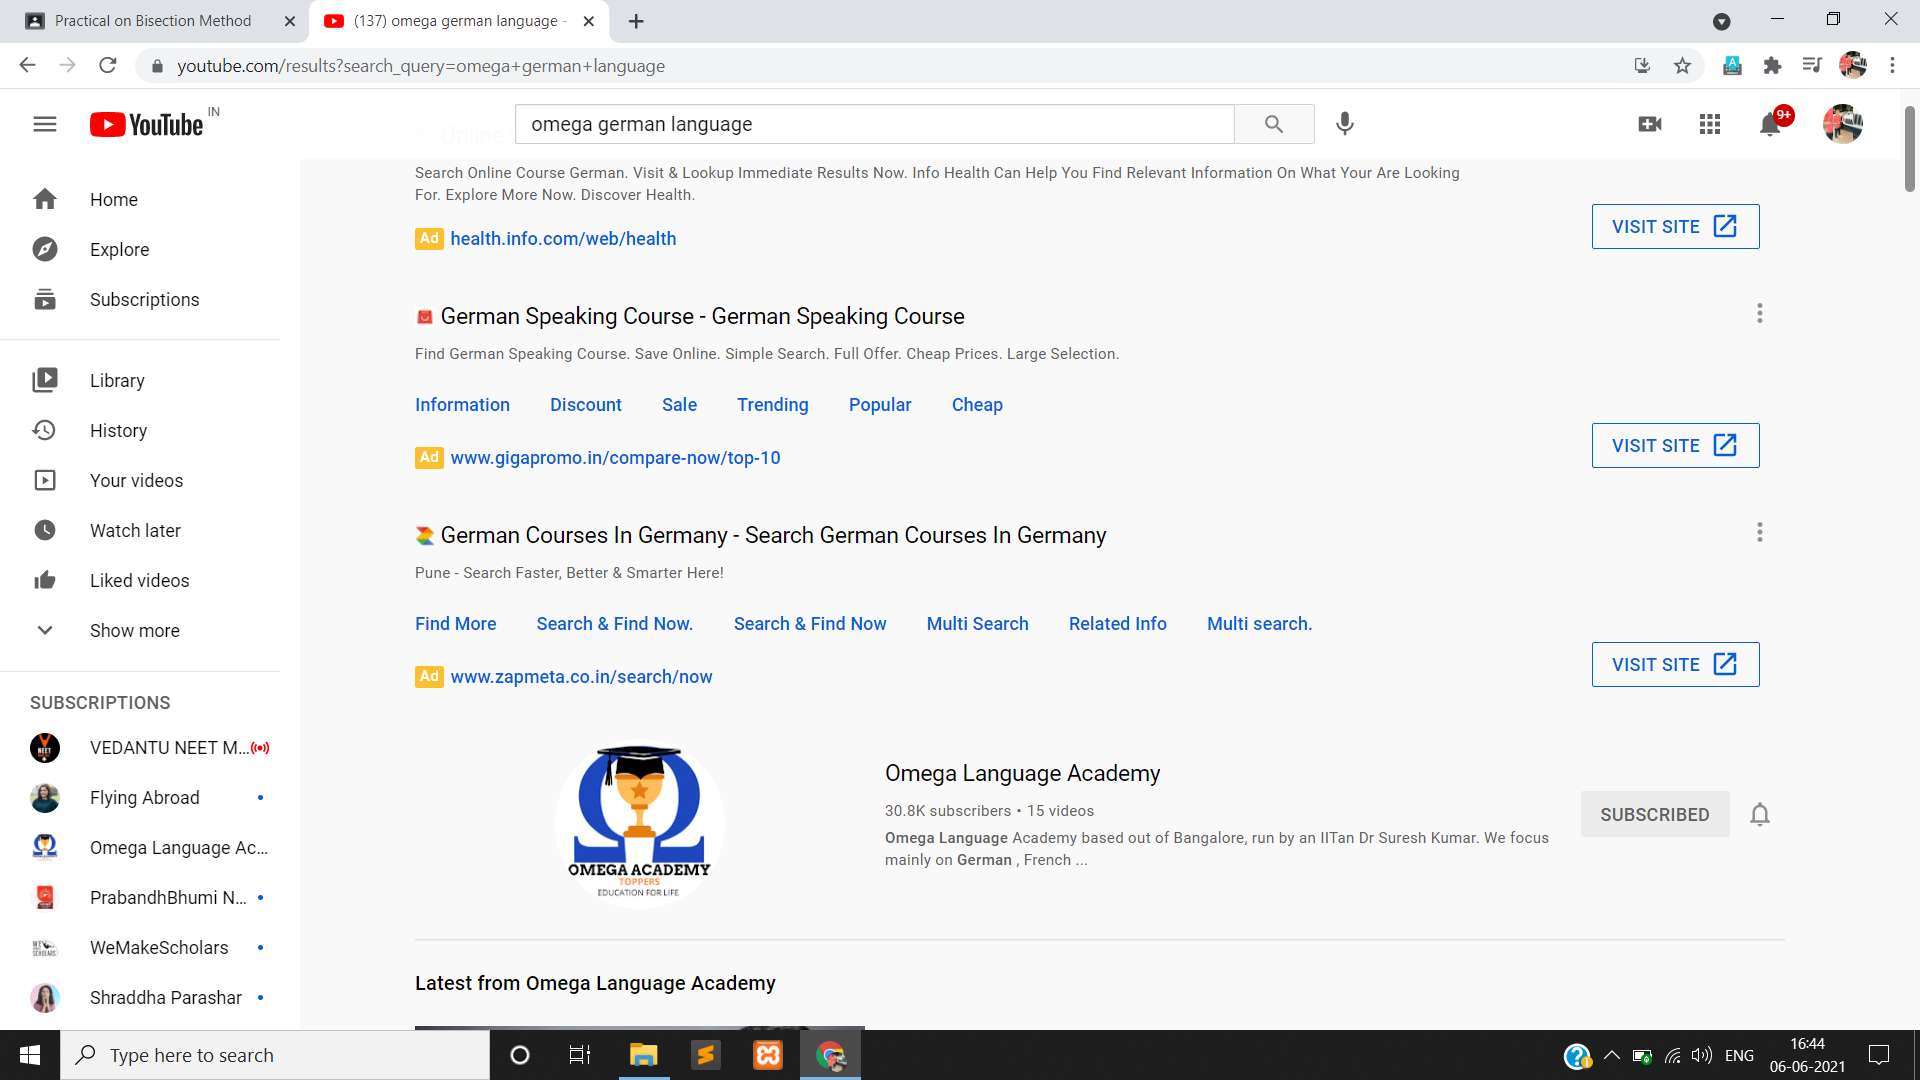 Practical on Bisection Method
(137) omega german language -
youtube.com/results?search_query=omega+german+language
YouTube IN
omega german language
9+
Home
Explore
Subscriptions
Library
History
Your videos
Watch later
Liked videos
Show more
SUBSCRIPTIONS
VEDANTU NEET M...
Flying Abroad
Omega Language Ac...
PrabandhBhumi N...
WeMakeScholars
Shraddha Parashar
Search Online Course German. Visit & Lookup Immediate Results Now. Info Health Can Help You Find Relevant Information On What Your Are Looking
For. Explore More Now. Discover Health.
Ad health.info.com/web/health
VISIT SITE
German Speaking Course - German Speaking Course
Find German Speaking Course. Save Online. Simple Search. Full Offer. Cheap Prices. Large Selection.
Information Discount Sale Trending Popular Cheap
Ad www.gigapromo.in/compare-now/top-10
VISIT SITE
German Courses In Germany - Search German Courses In Germany
Pune - Search Faster, Better & Smarter Here!
Find More Search & Find Now. Search & Find Now Multi Search Related Info Multi search.
Ad www.zapmeta.co.in/search/now
VISIT SITE
OMEGA ACADEMY
TOPPERS
EDUCATION FOR LIFE
Omega Language Academy
30.8K subscribers • 15 videos
Omega Language Academy based out of Bangalore, run by an IITan Dr Suresh Kumar. We focus
mainly on German , French ...
SUBSCRIBED
Latest from Omega Language Academy
Type here to search
ENG
16:44
06-06-2021